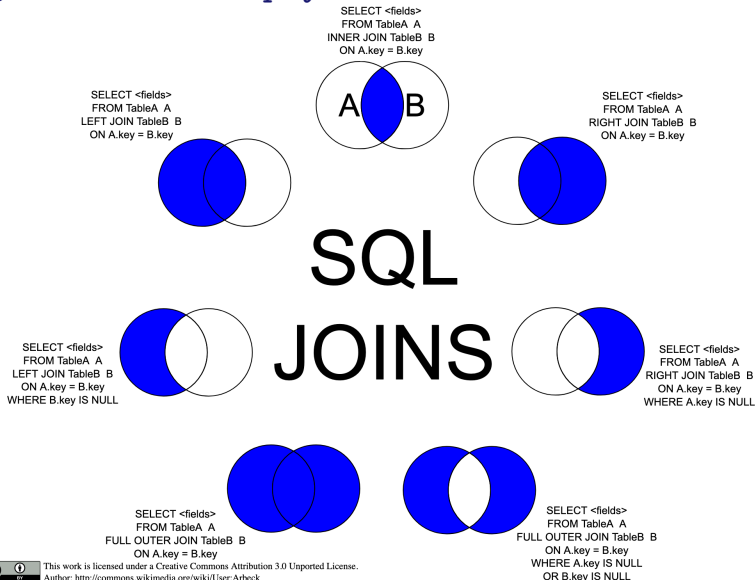 SELECT <fields>
FROM TableA A
INNER JOIN TableB B
ON A.key = B.key
A B
SELECT <fields>
FROM TableA A
LEFT JOIN TableB B
ON A.key = B.key
SELECT <fields>
FROM TableA A
RIGHT JOIN TableB B
ON A.key = B.key
SQL
JOINS
SELECT <fields>
FROM TableA A
LEFT JOIN TableB B
ON A.key = B.key
WHERE B.key IS NULL
SELECT <fields>
FROM TableA A
RIGHT JOIN TableB B
ON A.key = B.key
WHERE A.key IS NULL
SELECT <fields>
FROM TableA A
FULL OUTER JOIN TableB B
ON A.key = B.key
SELECT <fields>
FROM TableA A
FULL OUTER JOIN TableB B
ON A.key = B.key
WHERE A.key IS NULL
OR B.key IS NULL
BY
This work is licensed under a Creative Commons Attribution 3.0 Unported License.
Author: http://commons.wikimedia.org/wiki/User:Arbeck